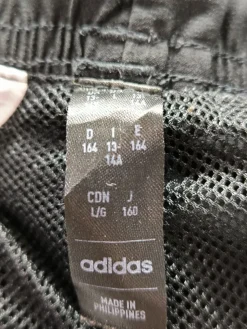 D I E
164 13- 164
14A
CDN J
L/G 160
adidas
MADE IN
PHILIPPINES